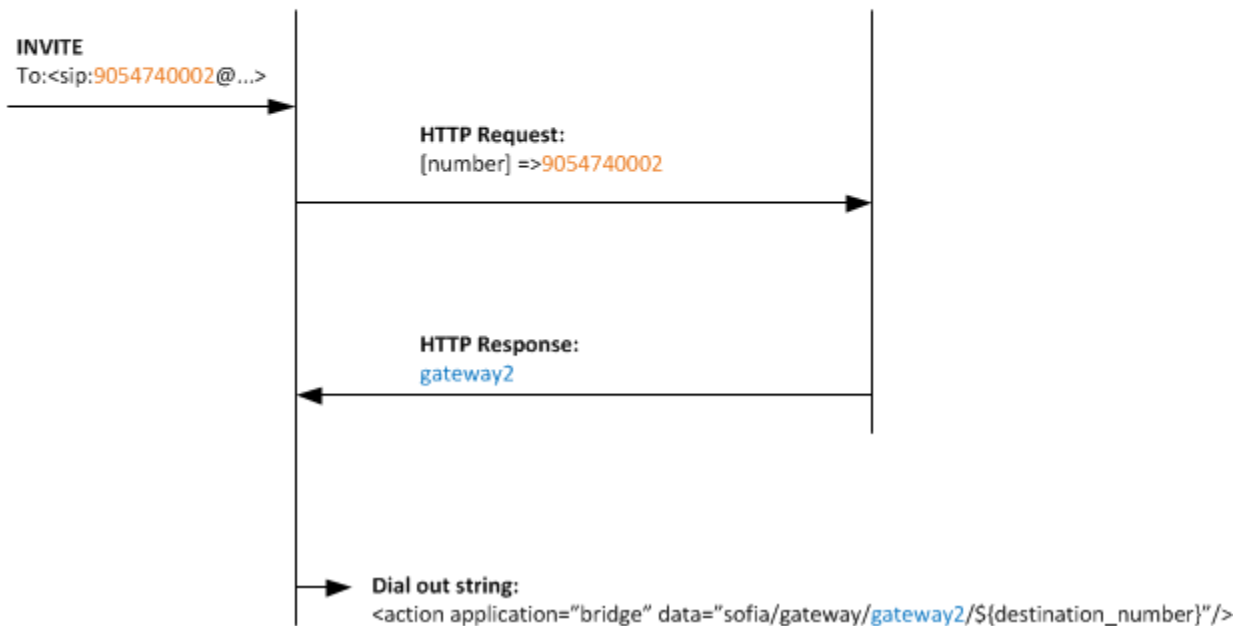 INVITE
To:<sip:9054740002@...>
HTTP Request:
[number] =>9054740002
HTTP Response:
gateway2
Dial out string:
<action application="bridge" data="sofia/gateway/gateway2/${destination_number}"/>